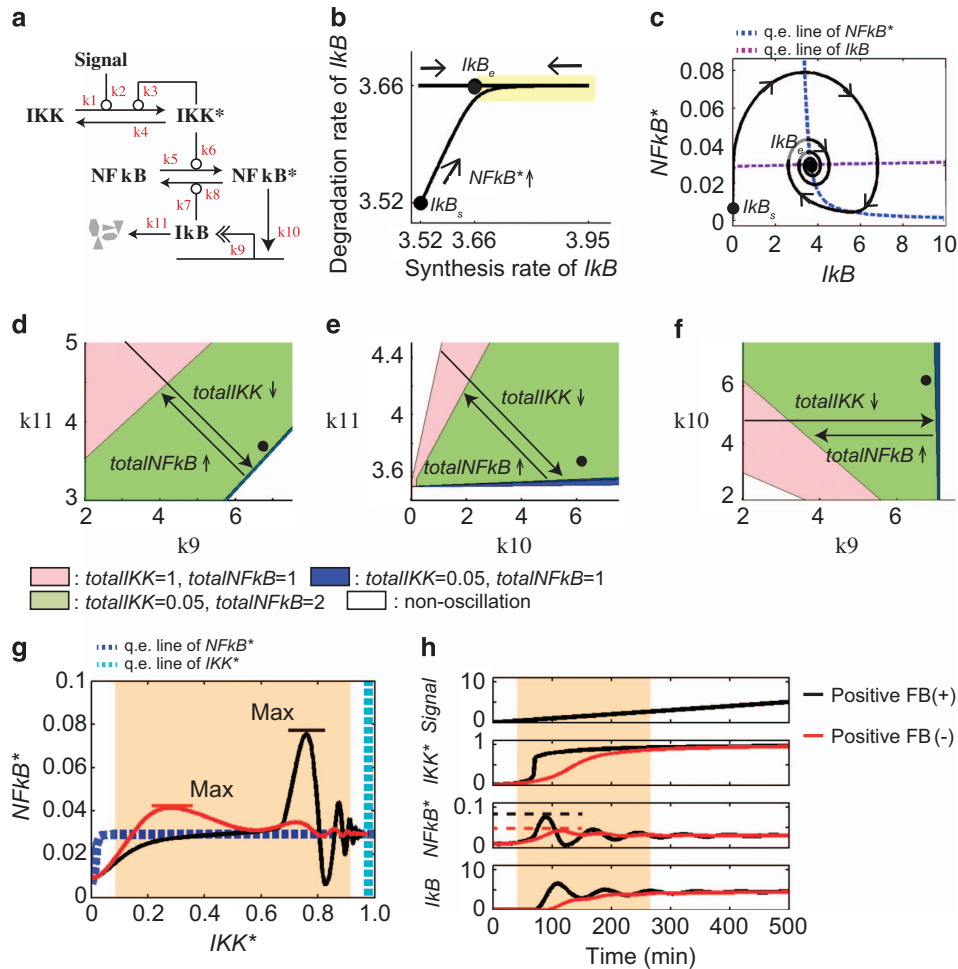 a
Signal
k1
k2
k3
IKK
IKK*
k4
k5
k6
NFkB
NFkB*
k7
k8
k11
IkB
k10
k9
b
Degradation rate of IkB
3.66
3.52
IkBe
NFkB*↑
IkBs
3.52 3.66 3.95
Synthesis rate of IkB
c
q.e. line of NFkB*
q.e. line of IkB
NFkB*
0.08
0.06
0.04
0.02
0
IkBe
IkBs
0 2 4 6 8 10
IkB
d
k11
5
4
3
totalIKK ↓
totalNFkB ↑
2 4 6
k9
e
k11
4.4
4
3.6
totalIKK ↓
totalNFkB ↑
0 2 4 6
k10
f
k10
6
4
2
totalIKK ↓
totalNFkB ↑
2 4 6
k9
: totalIKK=1, totalNFkB=1
: totalIKK=0.05, totalNFkB=1
: totalIKK=0.05, totalNFkB=2
: non-oscillation
g
q.e. line of NFkB*
q.e. line of IKK*
NFkB*
0.1
0.08
0.06
0.04
0.02
0
Max
Max
0 0.2 0.4 0.6 0.8 1.0
IKK*
h
Signal
10
0
IKK*
1
0
NFkB*
0.1
0
IkB
10
0
0 100 200 300 400 500
Time (min)
Positive FB(+)
Positive FB(-)